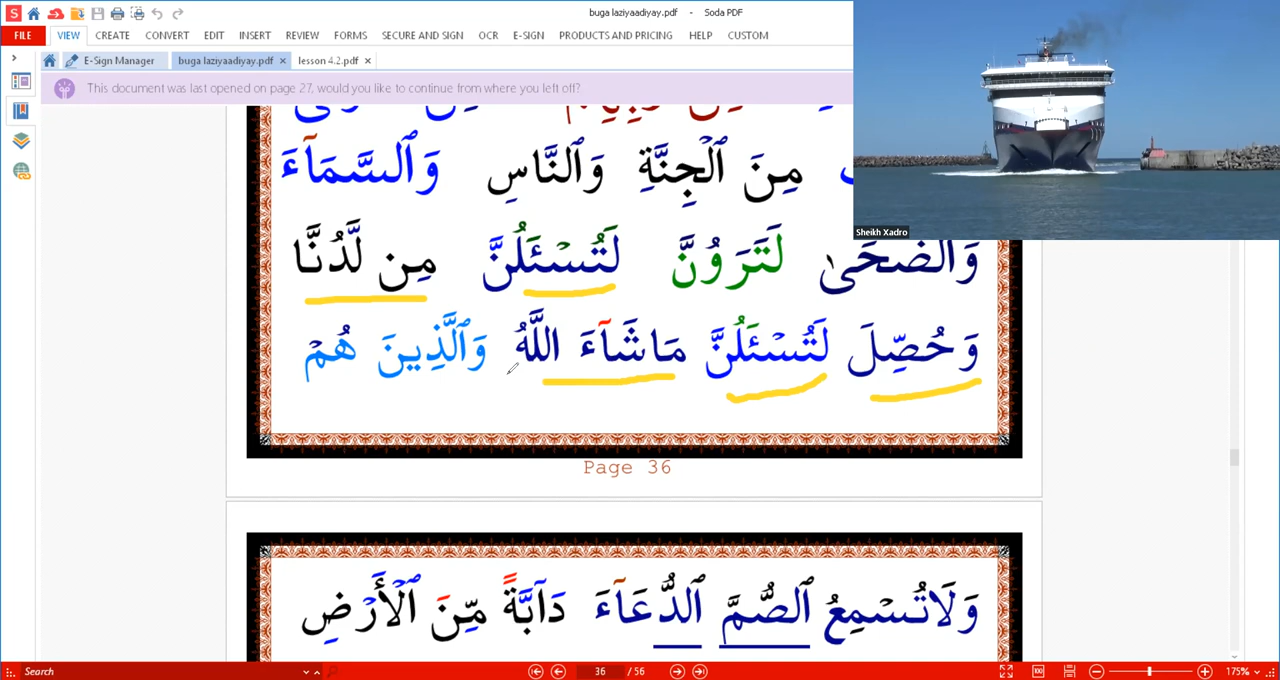 buga laziyaadiyay.pdf - Soda PDF
FILE VIEW CREATE CONVERT EDIT INSERT REVIEW FORMS SECURE AND SIGN OCR E-SIGN PRODUCTS AND PRICING HELP CUSTOM
E-Sign Manager buga laziyaadiyay.pdf lesson 4.2.pdf
This document was last opened on page 27, would you like to continue from where you left off?
مِنَ ٱلْجِنَّةِ وَٱلنَّاسِ وَٱلسَّمَآءَ
Sheikh Xadro
وَٱلضُّحَىٰ لَتَرَوُنَّ لَتُسْـَٔلُنَّ مِن لَّدُنَّا
وَحُصِّلَ لَتُسْـَٔلُنَّ مَاشَآءَ اللَّهُ وَٱلَّذِينَ هُمْ
Page 36
وَلَاتُسْمِعُ ٱلصُّمَّ ٱلدُّعَآءَ دَآبَّةً مِّنَ ٱلْأَرْضِ
Search 36 / 56 175%